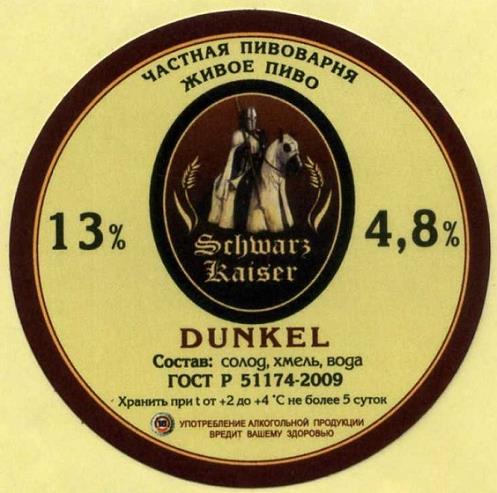 ЧАСТНАЯ ПИВОВАРНЯ
ЖИВОЕ ПИВО
13%
4,8%
Schwarz
Kaiser
DUNKEL
Состав: солод, хмель, вода
ГОСТ Р 51174-2009
Хранить при t от +2 до +4 °С не более 5 суток
18
УПОТРЕБЛЕНИЕ АЛКОГОЛЬНОЙ ПРОДУКЦИИ
ВРЕДИТ ВАШЕМУ ЗДОРОВЬЮ